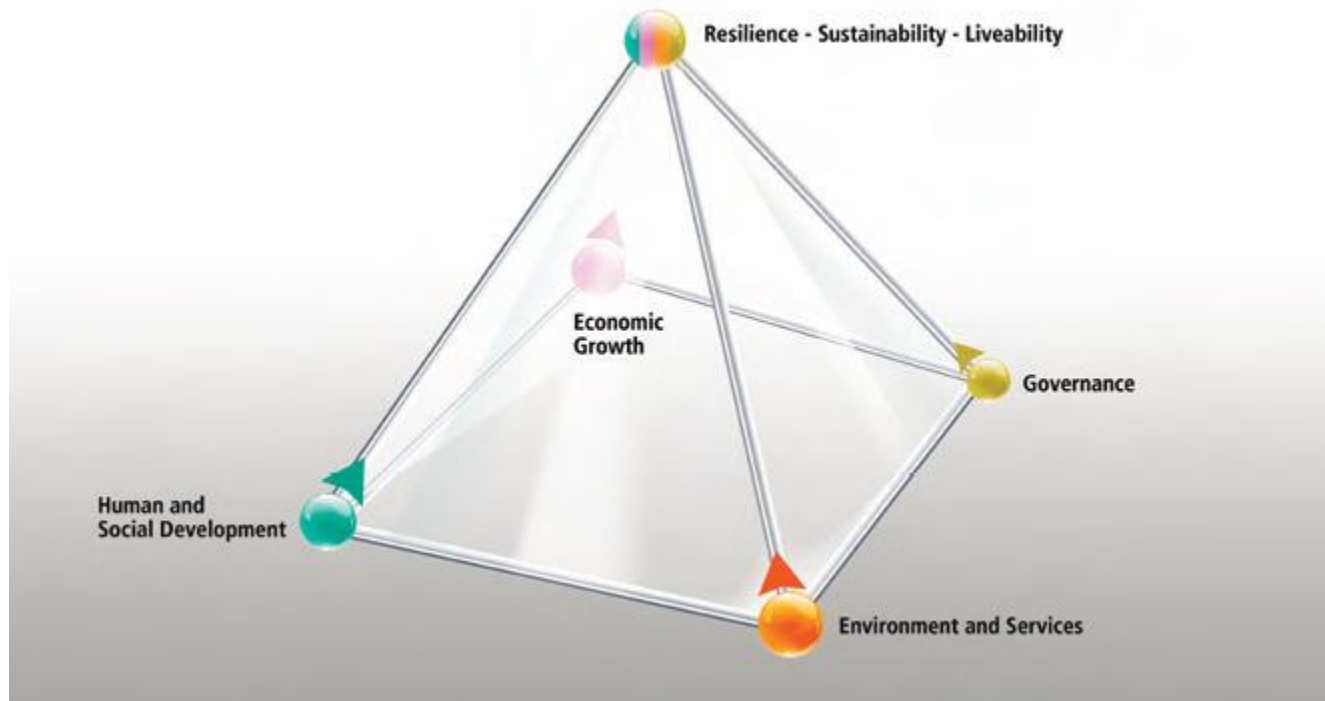 Resilience - Sustainability - Liveability
Economic
Growth
Governance
Human and
Social Development
Environment and Services